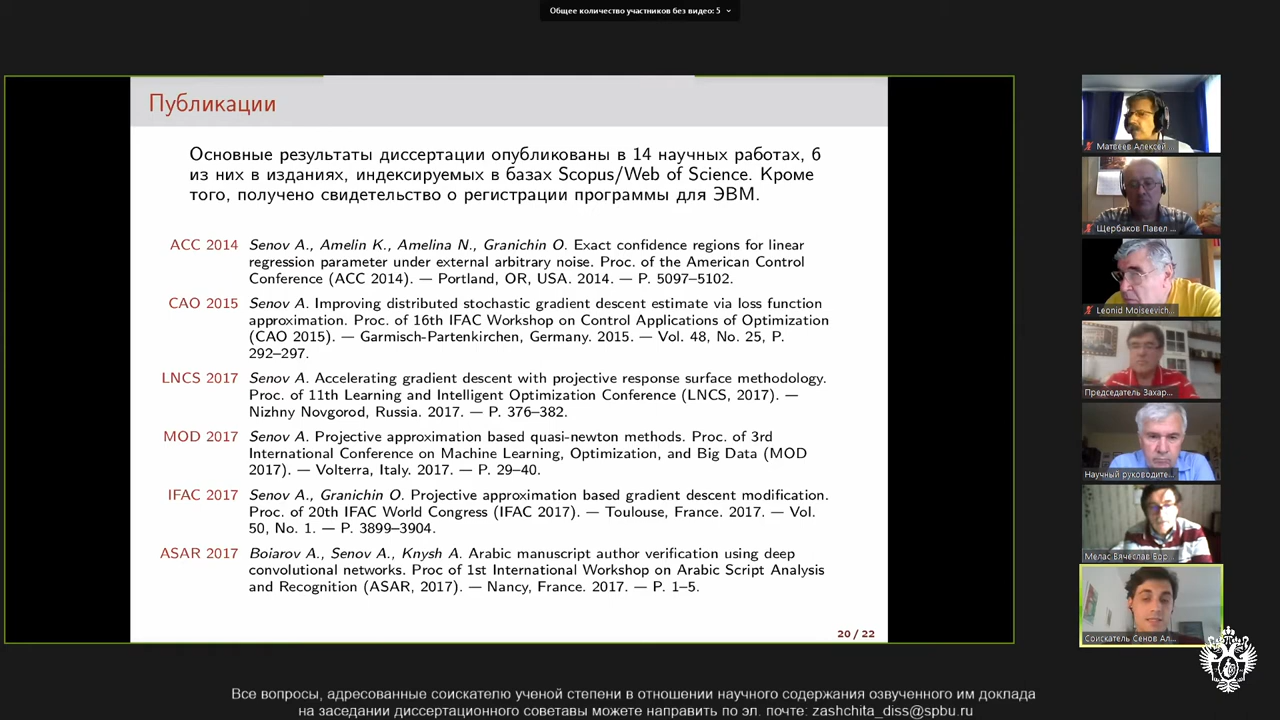 Общее количество участников без видео: 5
Публикации
Основные результаты диссертации опубликованы в 14 научных работах, 6
из них в изданиях, индексируемых в базах Scopus/Web of Science. Кроме
того, получено свидетельство о регистрации программы для ЭВМ.
ACC 2014 Senov A., Amelin K., Amelina N., Granichin O. Exact confidence regions for linear
regression parameter under external arbitrary noise. Proc. of the American Control
Conference (ACC 2014). — Portland, OR, USA. 2014. — P. 5097–5102.
CAO 2015 Senov A. Improving distributed stochastic gradient descent estimate via loss function
approximation. Proc. of 16th IFAC Workshop on Control Applications of Optimization
(CAO 2015). — Garmisch-Partenkirchen, Germany. 2015. — Vol. 48, No. 25, P.
292–297.
LNCS 2017 Senov A. Accelerating gradient descent with projective response surface methodology.
Proc. of 11th Learning and Intelligent Optimization Conference (LNCS, 2017). —
Nizhny Novgorod, Russia. 2017. — P. 376–382.
MOD 2017 Senov A. Projective approximation based quasi-newton methods. Proc. of 3rd
International Conference on Machine Learning, Optimization, and Big Data (MOD
2017). — Volterra, Italy. 2017. — P. 29–40.
IFAC 2017 Senov A., Granichin O. Projective approximation based gradient descent modification.
Proc. of 20th IFAC World Congress (IFAC 2017). — Toulouse, France. 2017. — Vol.
50, No. 1. — P. 3899–3904.
ASAR 2017 Boiarov A., Senov A., Knysh A. Arabic manuscript author verification using deep
convolutional networks. Proc of 1st International Workshop on Arabic Script Analysis
and Recognition (ASAR, 2017). — Nancy, France. 2017. — P. 1–5.
20 / 22
Матвеев Алексей ...
Щербаков Павел ...
Leonid Moiseevich...
Председатель Захар...
Научный руководите...
Мелас Вячеслав Бор...
Соискатель Сенов Ал...
Все вопросы, адресованные соискателю ученой степени в отношении научного содержания озвученного им доклада
на заседании диссертационного советавы можете направить по эл. почте: zashchita_diss@spbu.ru